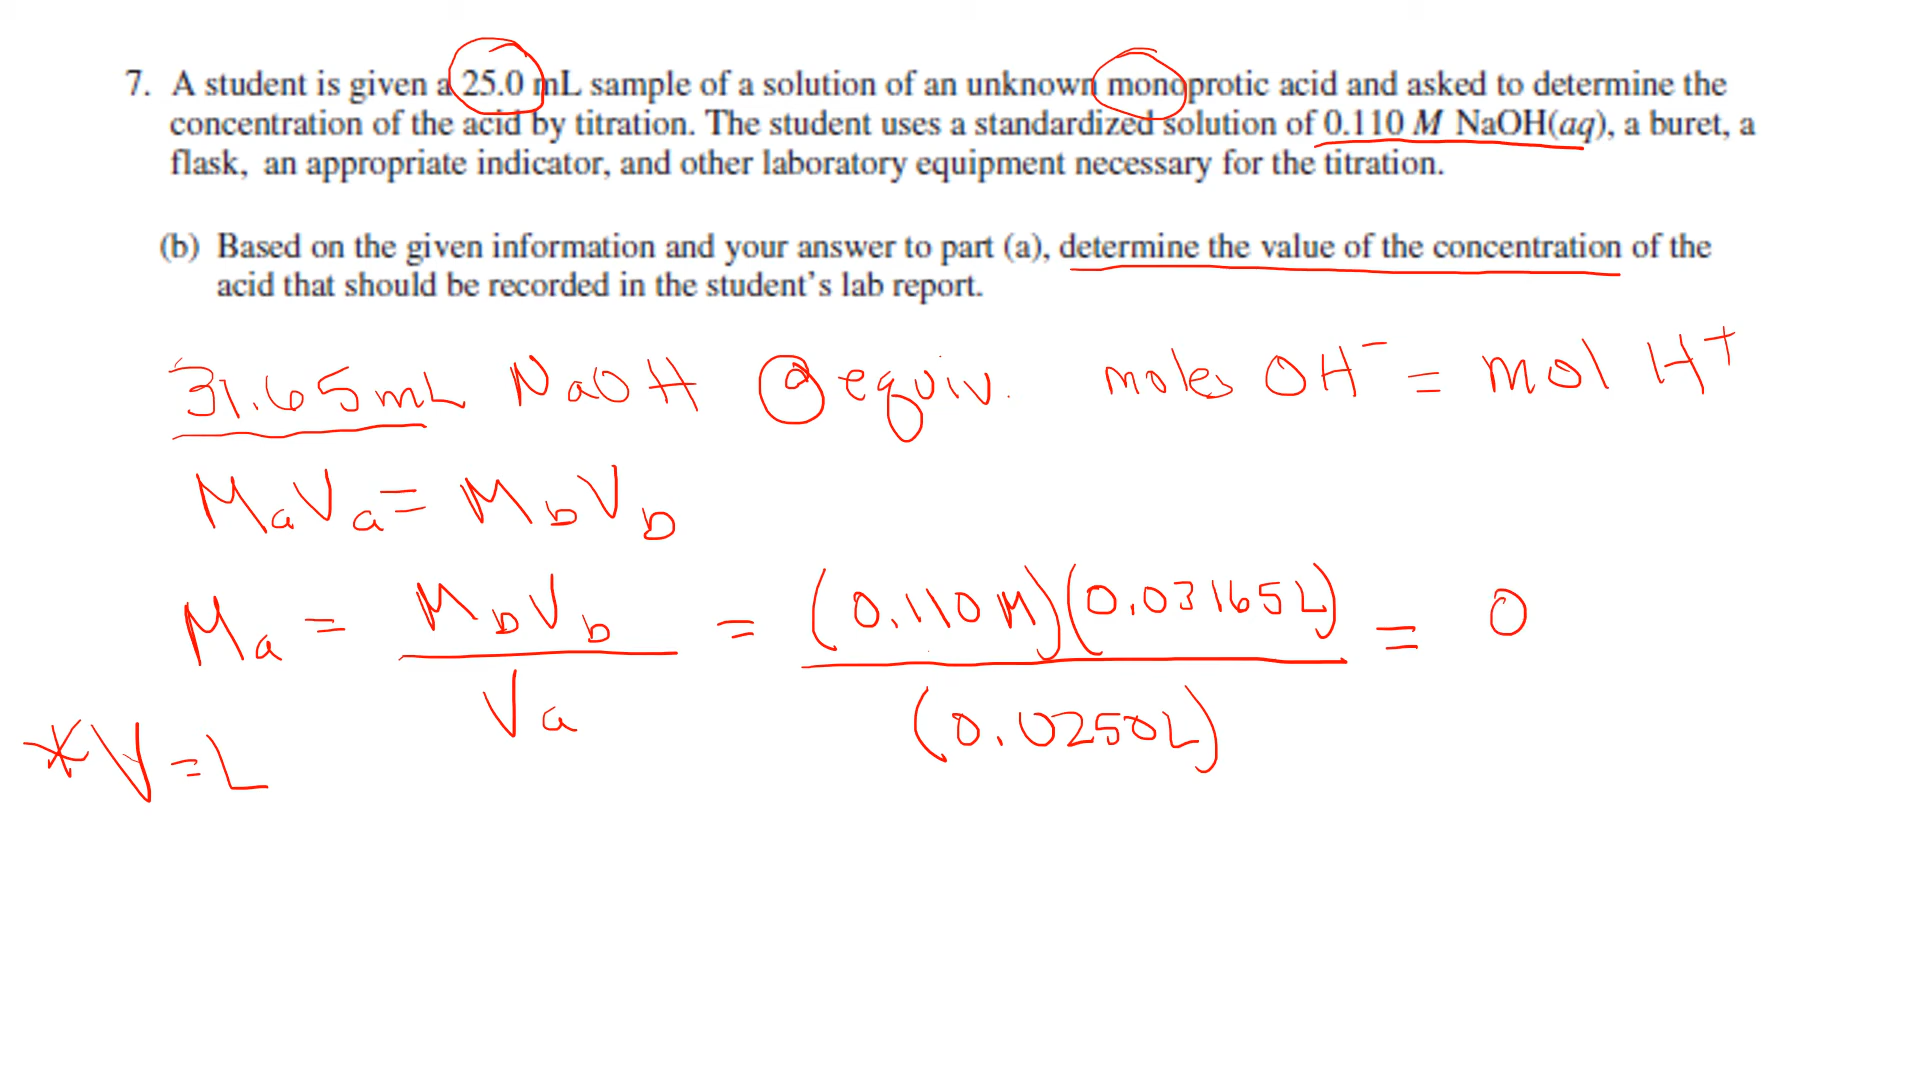 7. A student is given a 25.0 mL sample of a solution of an unknown monoprotic acid and asked to determine the
concentration of the acid by titration. The student uses a standardized solution of 0.110 M NaOH(aq), a buret, a
flask, an appropriate indicator, and other laboratory equipment necessary for the titration.
(b) Based on the given information and your answer to part (a), determine the value of the concentration of the
acid that should be recorded in the student's lab report.
31.65 mL NaOH @ equiv. moles OH⁻ = mol H⁺
MₐVₐ = M_bV_b
Mₐ = M_bV_b / Vₐ = (0.110 M)(0.03165 L) / (0.0250 L) = 0
*V = L